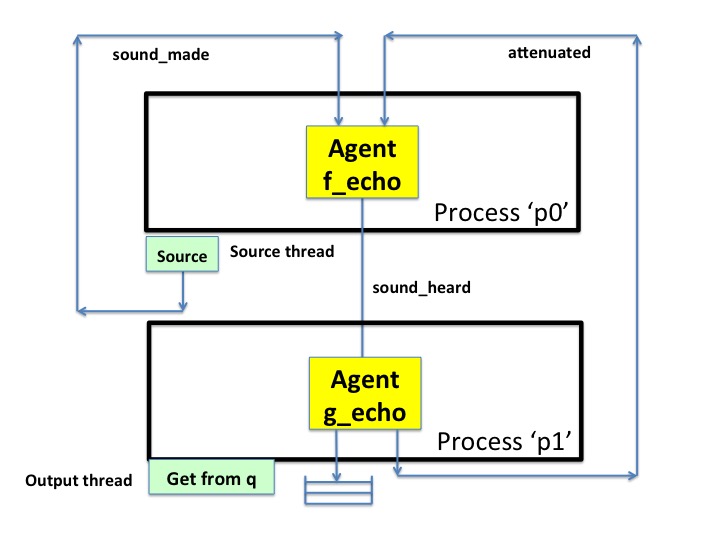 sound_made
attenuated
Agent
f_echo
Process ‘p0’
Source
Source thread
sound_heard
Agent
g_echo
Process ‘p1’
Output thread
Get from q